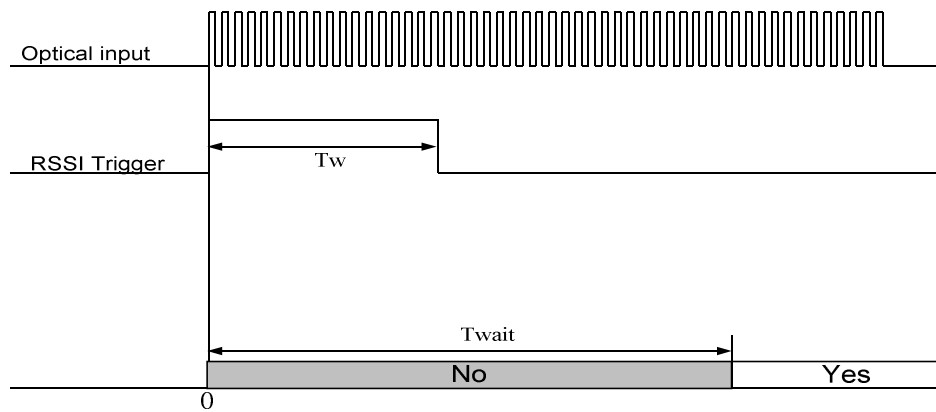 Optical input
RSSI Trigger
Tw
Twait
No
Yes
0